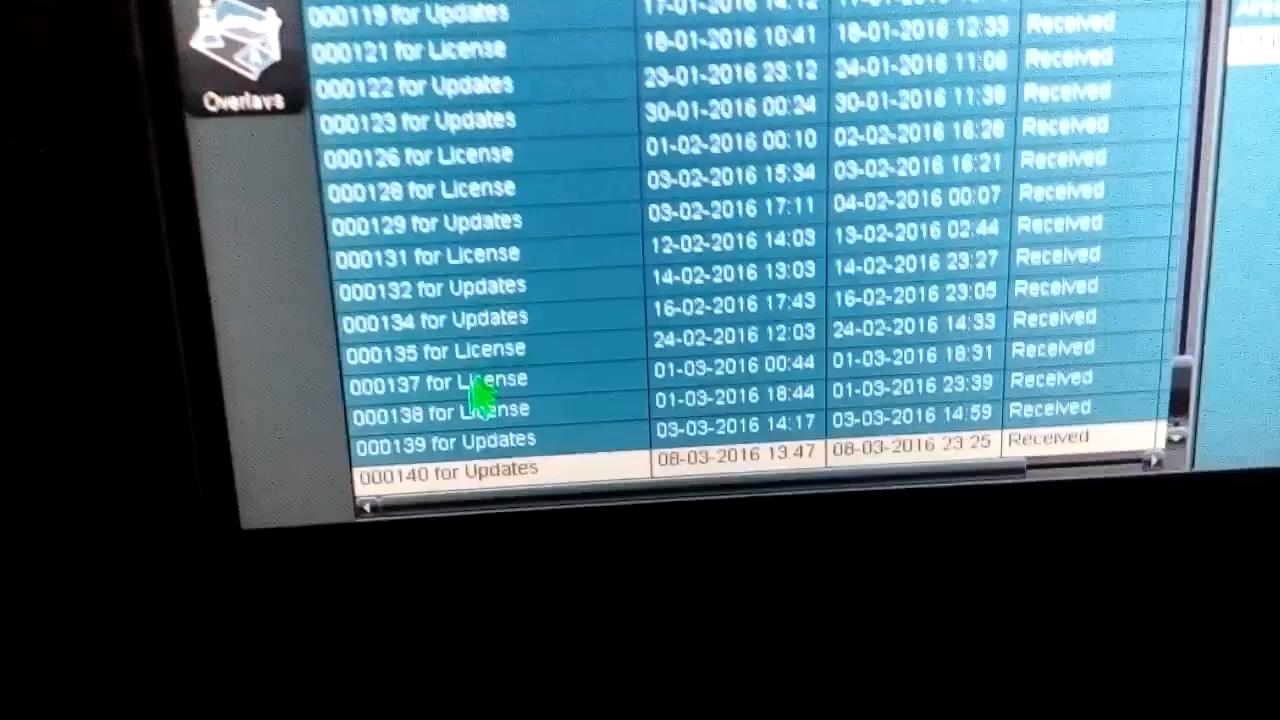 000119 for Updates 17-01-2016 14:12
000121 for License 18-01-2016 10:41 18-01-2016 12:33 Received
000122 for Updates 23-01-2016 23:12 24-01-2016 11:06 Received
000123 for Updates 30-01-2016 00:24 30-01-2016 11:38 Received
000126 for License 01-02-2016 00:10 02-02-2016 16:28 Received
000128 for License 03-02-2016 15:34 03-02-2016 16:21 Received
000129 for Updates 03-02-2016 17:11 04-02-2016 00:07 Received
000131 for License 12-02-2016 14:03 13-02-2016 02:44 Received
000132 for Updates 14-02-2016 13:03 14-02-2016 23:27 Received
000134 for Updates 16-02-2016 17:43 16-02-2016 23:05 Received
000135 for License 24-02-2016 12:03 24-02-2016 14:33 Received
000137 for License 01-03-2016 00:44 01-03-2016 18:31 Received
000138 for License 01-03-2016 18:44 01-03-2016 23:39 Received
000139 for Updates 03-03-2016 14:17 03-03-2016 14:59 Received
000140 for Updates 08-03-2016 13:47 08-03-2016 23:25 Received
Overlays